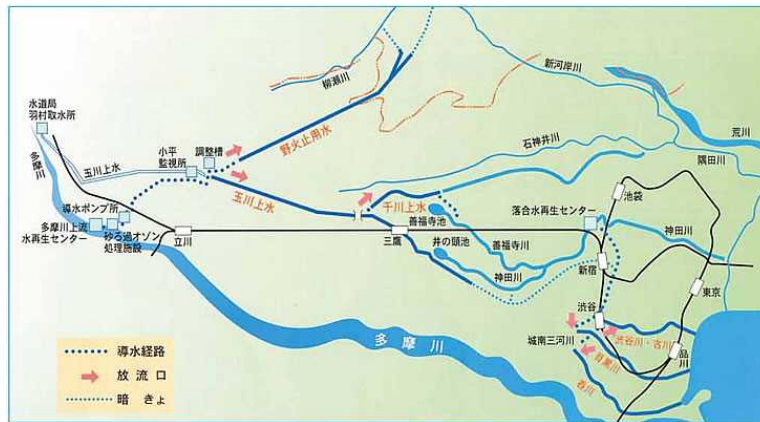 新河岸川
柳瀬川
荒川
水道局
羽村取水所
野火止用水
石神井川
隅田川
小平
監視所
調整槽
玉川上水
多摩川
玉川上水
千川上水
池袋
善福寺池
落合水再生センター
導水ポンプ所
多摩川上流
水再生センター
砂ろ過オゾン
処理施設
立川
三鷹
井の頭池
善福寺川
神田川
神田川
新宿
東京
渋谷
城南三河川
渋谷川・古川
目黒川
品川
呑川
多摩川
導水経路
放流口
暗きょ